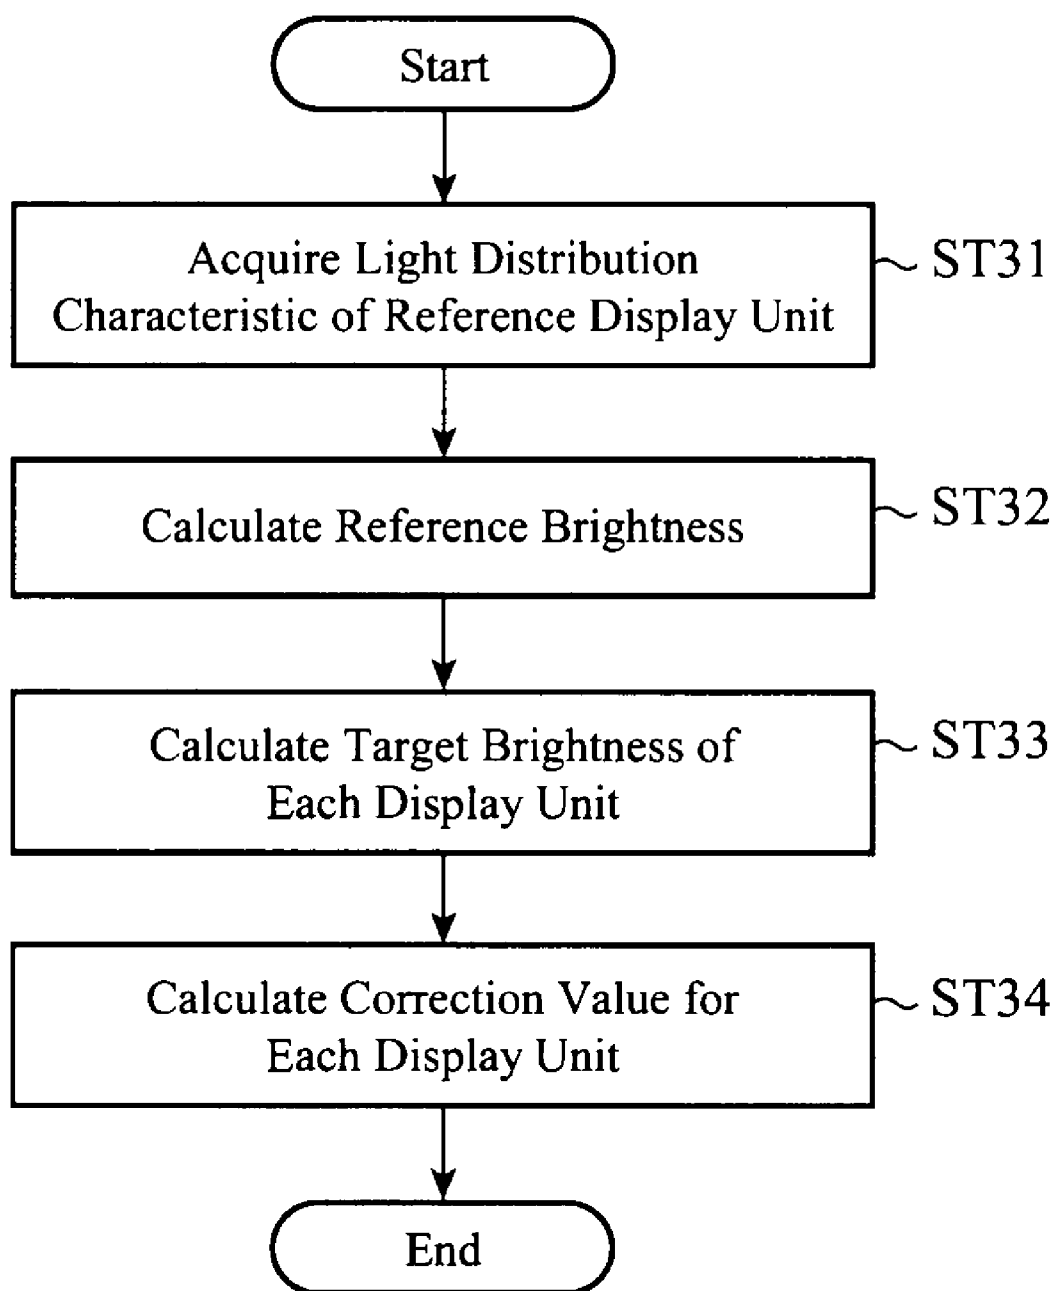 Start
Acquire Light Distribution
Characteristic of Reference Display Unit
ST31
Calculate Reference Brightness
ST32
Calculate Target Brightness of
Each Display Unit
ST33
Calculate Correction Value for
Each Display Unit
ST34
End